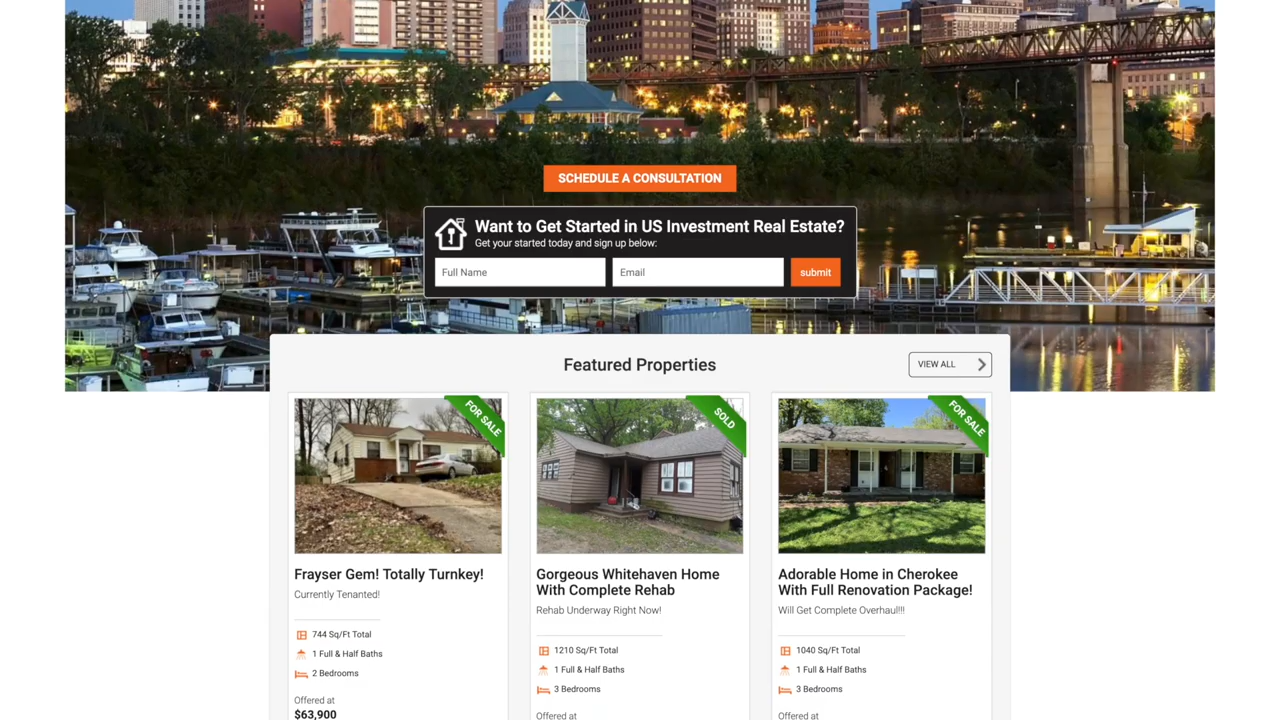 SCHEDULE A CONSULTATION
Want to Get Started in US Investment Real Estate?
Get your started today and sign up below:
Full Name
Email
submit
Featured Properties
VIEW ALL
FOR SALE
SOLD
FOR SALE
Frayser Gem! Totally Turnkey!
Currently Tenanted!
744 Sq/Ft Total
1 Full & Half Baths
2 Bedrooms
Offered at
$63,900
Gorgeous Whitehaven Home
With Complete Rehab
Rehab Underway Right Now!
1210 Sq/Ft Total
1 Full & Half Baths
3 Bedrooms
Offered at
Adorable Home in Cherokee
With Full Renovation Package!
Will Get Complete Overhaul!!!
1040 Sq/Ft Total
1 Full & Half Baths
3 Bedrooms
Offered at